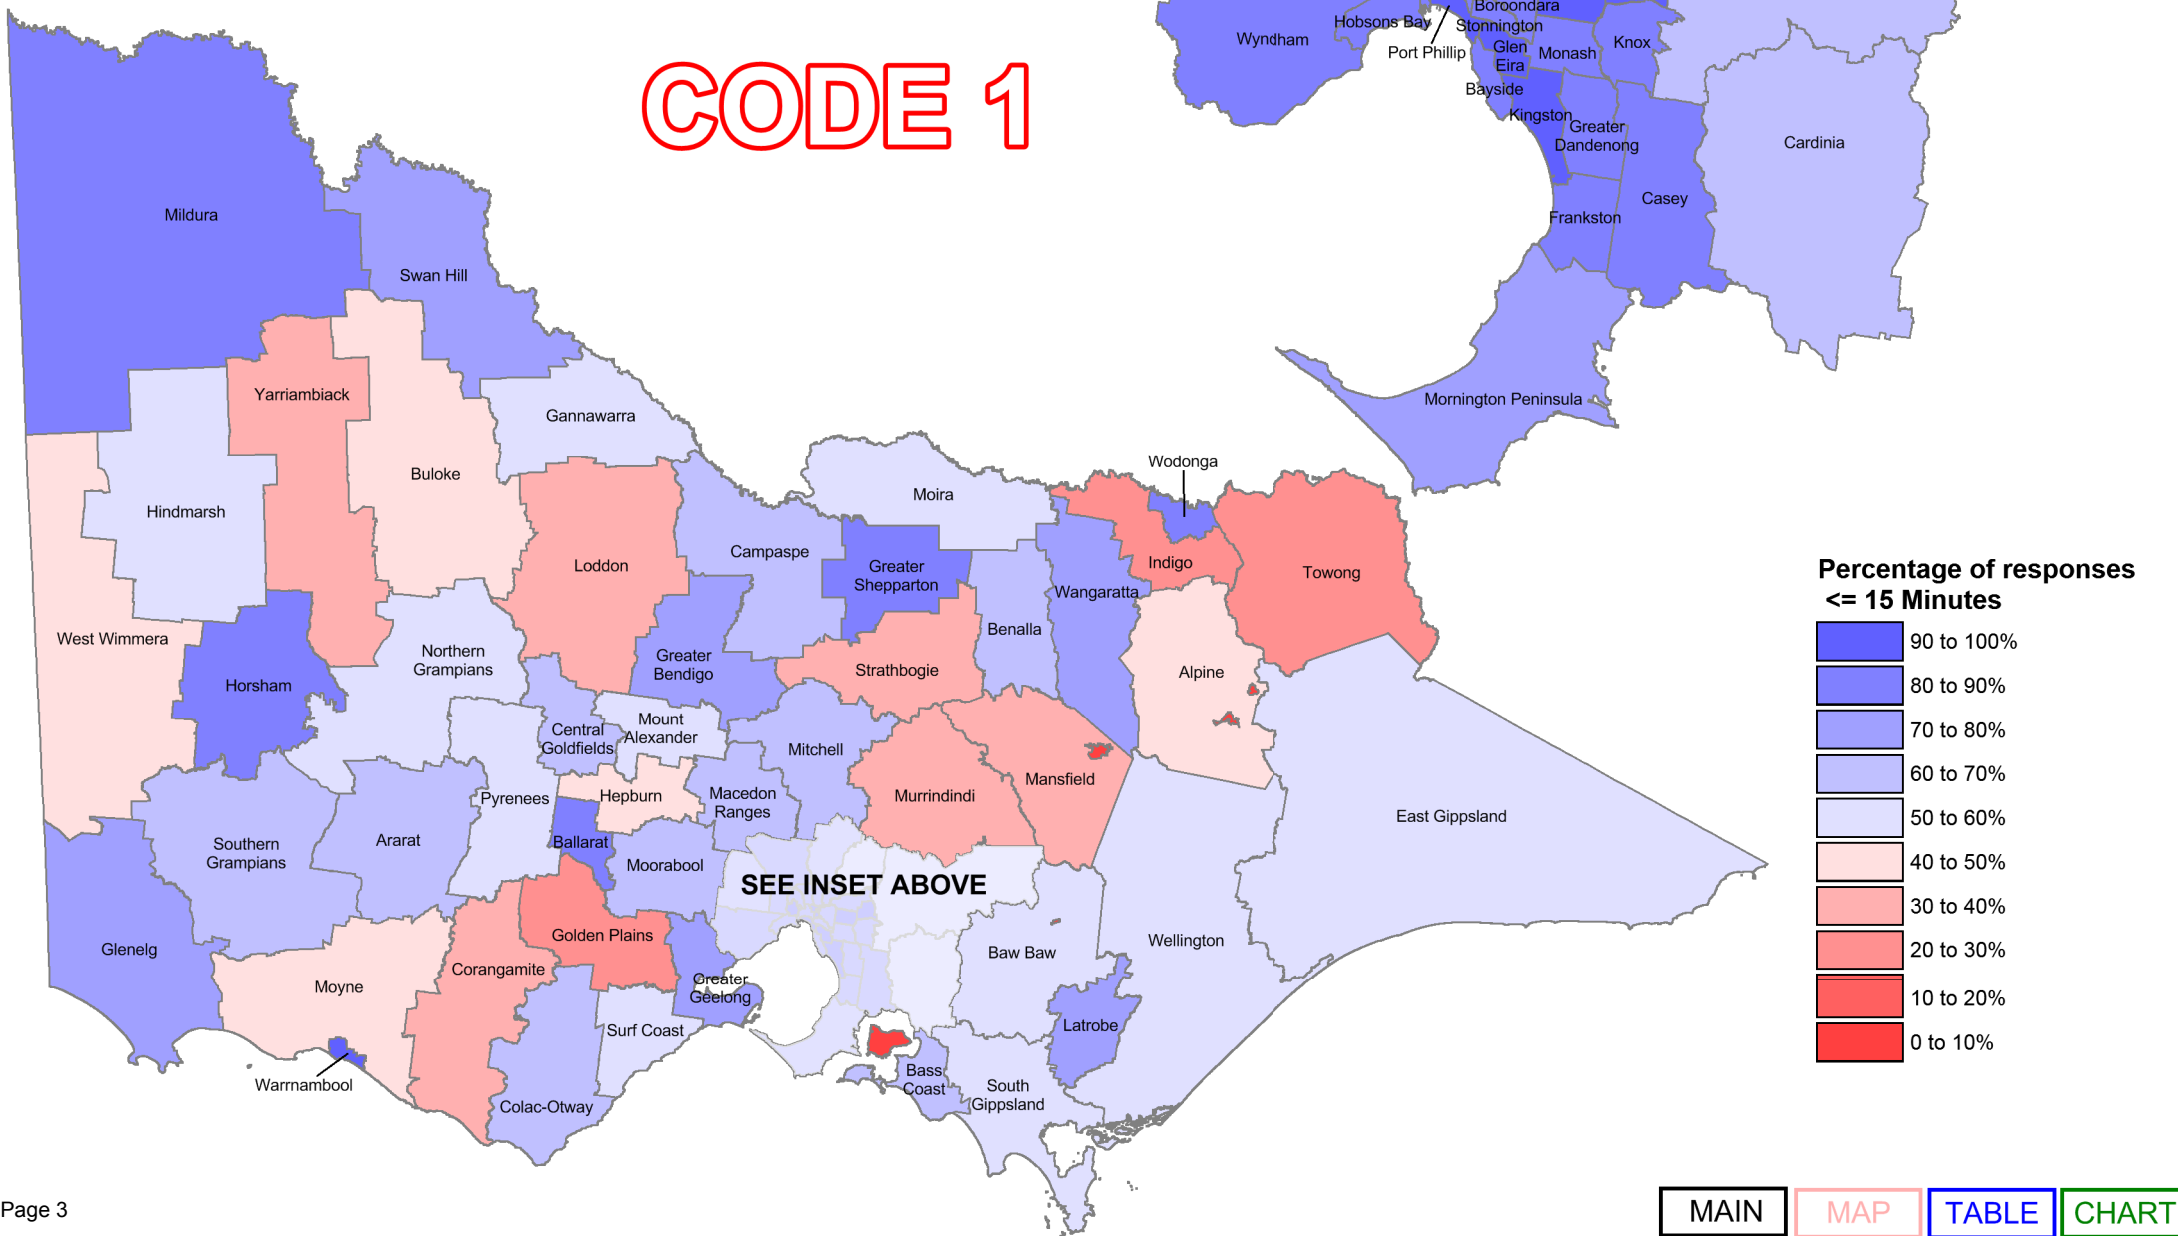 Boroondara
Hobsons Bay
Stonnington
Wyndham
Port Phillip
Glen
Eira
Monash
Knox
Bayside
Kingston
Greater
Dandenong
Cardinia
Casey
Frankston
Mornington Peninsula
CODE 1
Mildura
Swan Hill
Yarriambiack
Gannawarra
Buloke
Hindmarsh
Wodonga
Moira
Loddon
Campaspe
Greater
Shepparton
Indigo
Towong
Wangaratta
West Wimmera
Benalla
Northern
Grampians
Greater
Bendigo
Strathbogie
Alpine
Horsham
Central
Goldfields
Mount
Alexander
Mitchell
Mansfield
Pyrenees
Hepburn
Macedon
Ranges
Murrindindi
East Gippsland
Southern
Grampians
Ararat
Ballarat
Moorabool
SEE INSET ABOVE
Glenelg
Golden Plains
Corangamite
Moyne
Greater
Geelong
Baw Baw
Wellington
Surf Coast
Latrobe
Warrnambool
Colac-Otway
Bass
Coast
South
Gippsland
Percentage of responses
<= 15 Minutes
90 to 100%
80 to 90%
70 to 80%
60 to 70%
50 to 60%
40 to 50%
30 to 40%
20 to 30%
10 to 20%
0 to 10%
Page 3
MAIN
MAP
TABLE
CHART